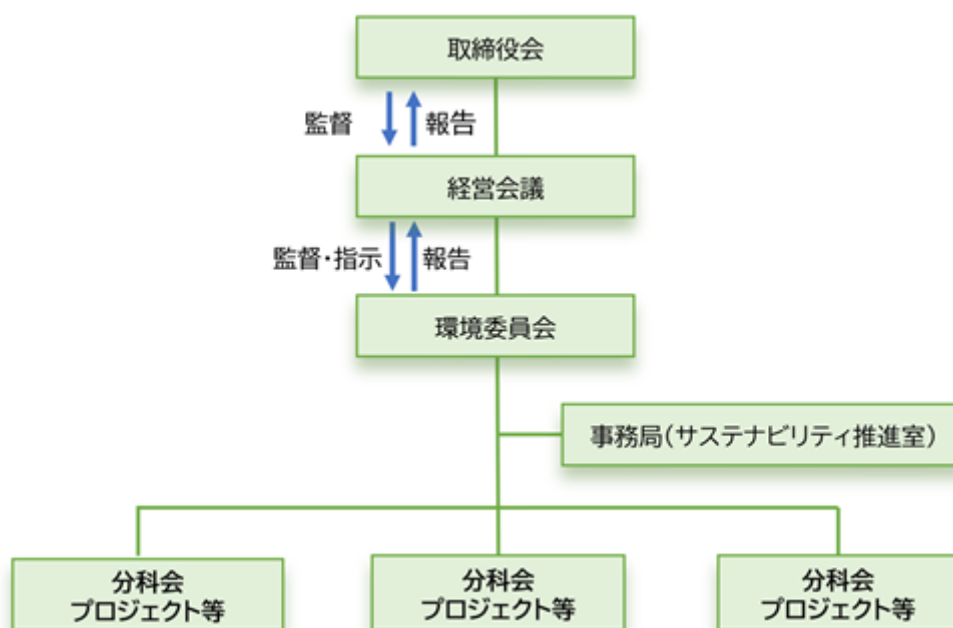 取締役会
監督
報告
経営会議
監督・指示
報告
環境委員会
事務局(サステナビリティ推進室)
分科会
プロジェクト等
分科会
プロジェクト等
分科会
プロジェクト等